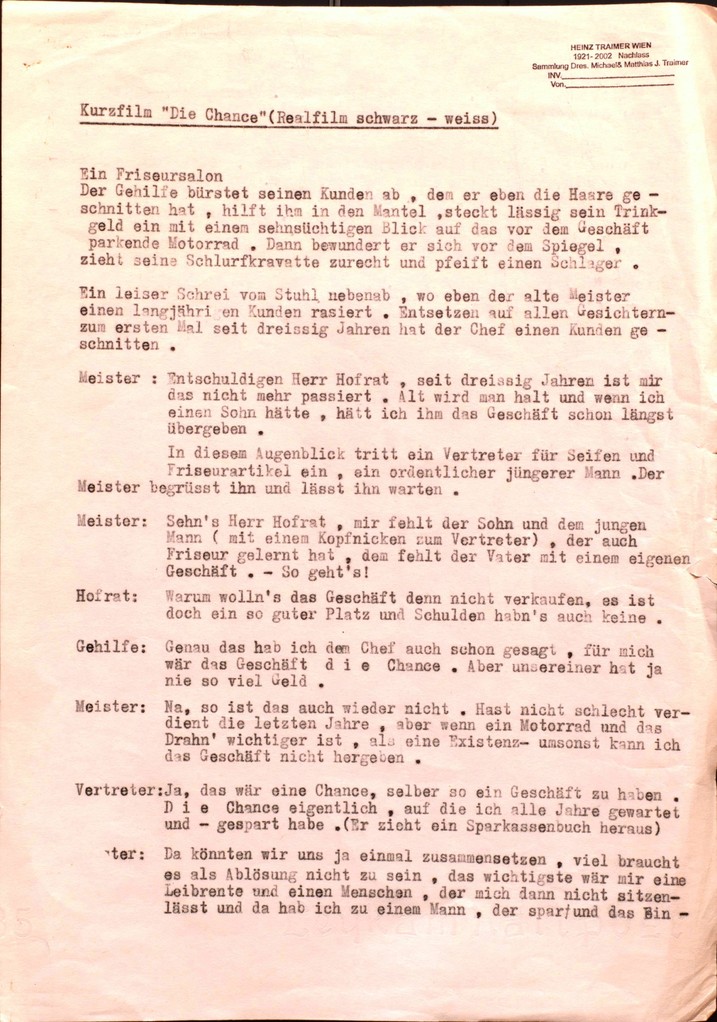 HEINZ TRAIMER WIEN
1921-2002 Nachlass
Sammlung Dres. Michael& Matthias J. Traimer
INV.
Von
Kurzfilm "Die Chance"(Realfilm schwarz - weiss)
Ein Friseursalon
Der Gehilfe bürstet seinen Kunden ab , dem er eben die Haare ge -
schnitten hat , hilft ihm in den Mantel ,steckt lässig sein Trink-
geld ein mit einem sehnsüchtigen Blick auf das vor dem Geschäft
parkende Motorrad . Dann bewundert er sich vor dem Spiegel ,
zieht seine Schlurfkravatte zurecht und pfeift einen Schlager .
Ein leiser Schrei vom Stuhl nebenab , wo eben der alte Meister
einen langjährigen Kunden rasiert . Entsetzen auf allen Gesichtern-
zum ersten Mal seit dreissig Jahren hat der Chef einen Kunden ge -
schnitten .
Meister : Entschuldigen Herr Hofrat , seit dreissig Jahren ist mir
das nicht mehr passiert . Alt wird man halt und wenn ich
einen Sohn hätte , hätt ich ihm das Geschäft schon längst
übergeben .
In diesem Augenblick tritt ein Vertreter für Seifen und
Friseurartikel ein , ein ordentlicher jüngerer Mann .Der
Meister begrüsst ihn und lässt ihn warten .
Meister: Sehn's Herr Hofrat , mir fehlt der Sohn und dem jungen
Mann ( mit einem Kopfnicken zum Vertreter) , der auch
Friseur gelernt hat , dem fehlt der Vater mit einem eigenen
Geschäft . - So geht's!
Hofrat: Warum wolln's das Geschäft denn nicht verkaufen, es ist
doch ein so guter Platz und Schulden habn's auch keine .
Gehilfe: Genau das hab ich dem Chef auch schon gesagt , für mich
wär das Geschäft d i e Chance . Aber unsereiner hat ja
nie so viel Geld .
Meister: Na, so ist das auch wieder nicht . Hast nicht schlecht ver-
dient die letzten Jahre , aber wenn ein Motorrad und das
Drahn' wichtiger ist , als eine Existenz- umsonst kann ich
das Geschäft nicht hergeben .
Vertreter:Ja, das wär eine Chance, selber so ein Geschäft zu haben .
D i e Chance eigentlich , auf die ich alle Jahre gewartet
und - gespart habe .(Er zieht ein Sparkassenbuch heraus)
ter: Da könnten wir uns ja einmal zusammensetzen , viel braucht
es als Ablösung nicht zu sein , das wichtigste wär mir eine
Leibrente und einen Menschen , der mich dann nicht sitzen-
lässt und da hab ich zu einem Mann , der spart und das Ein -